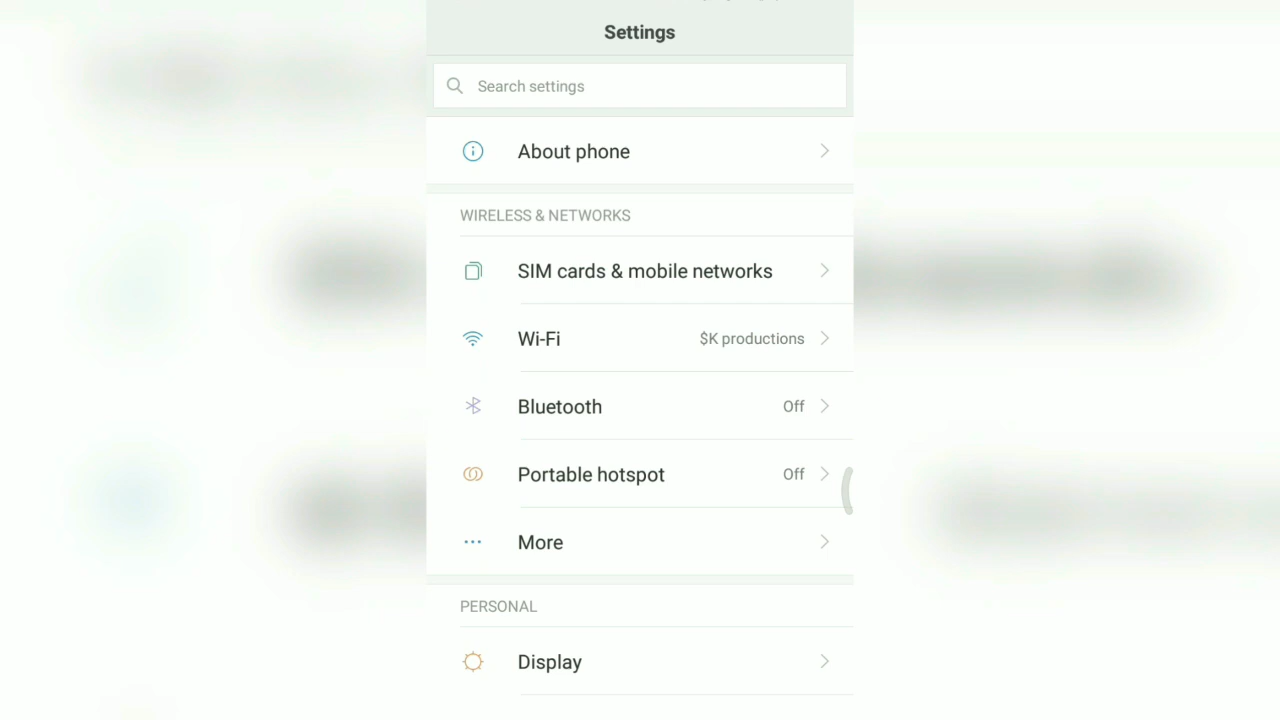 Settings
Search settings
About phone
WIRELESS & NETWORKS
SIM cards & mobile networks
Wi-Fi $K productions
Bluetooth Off
Portable hotspot Off
More
PERSONAL
Display